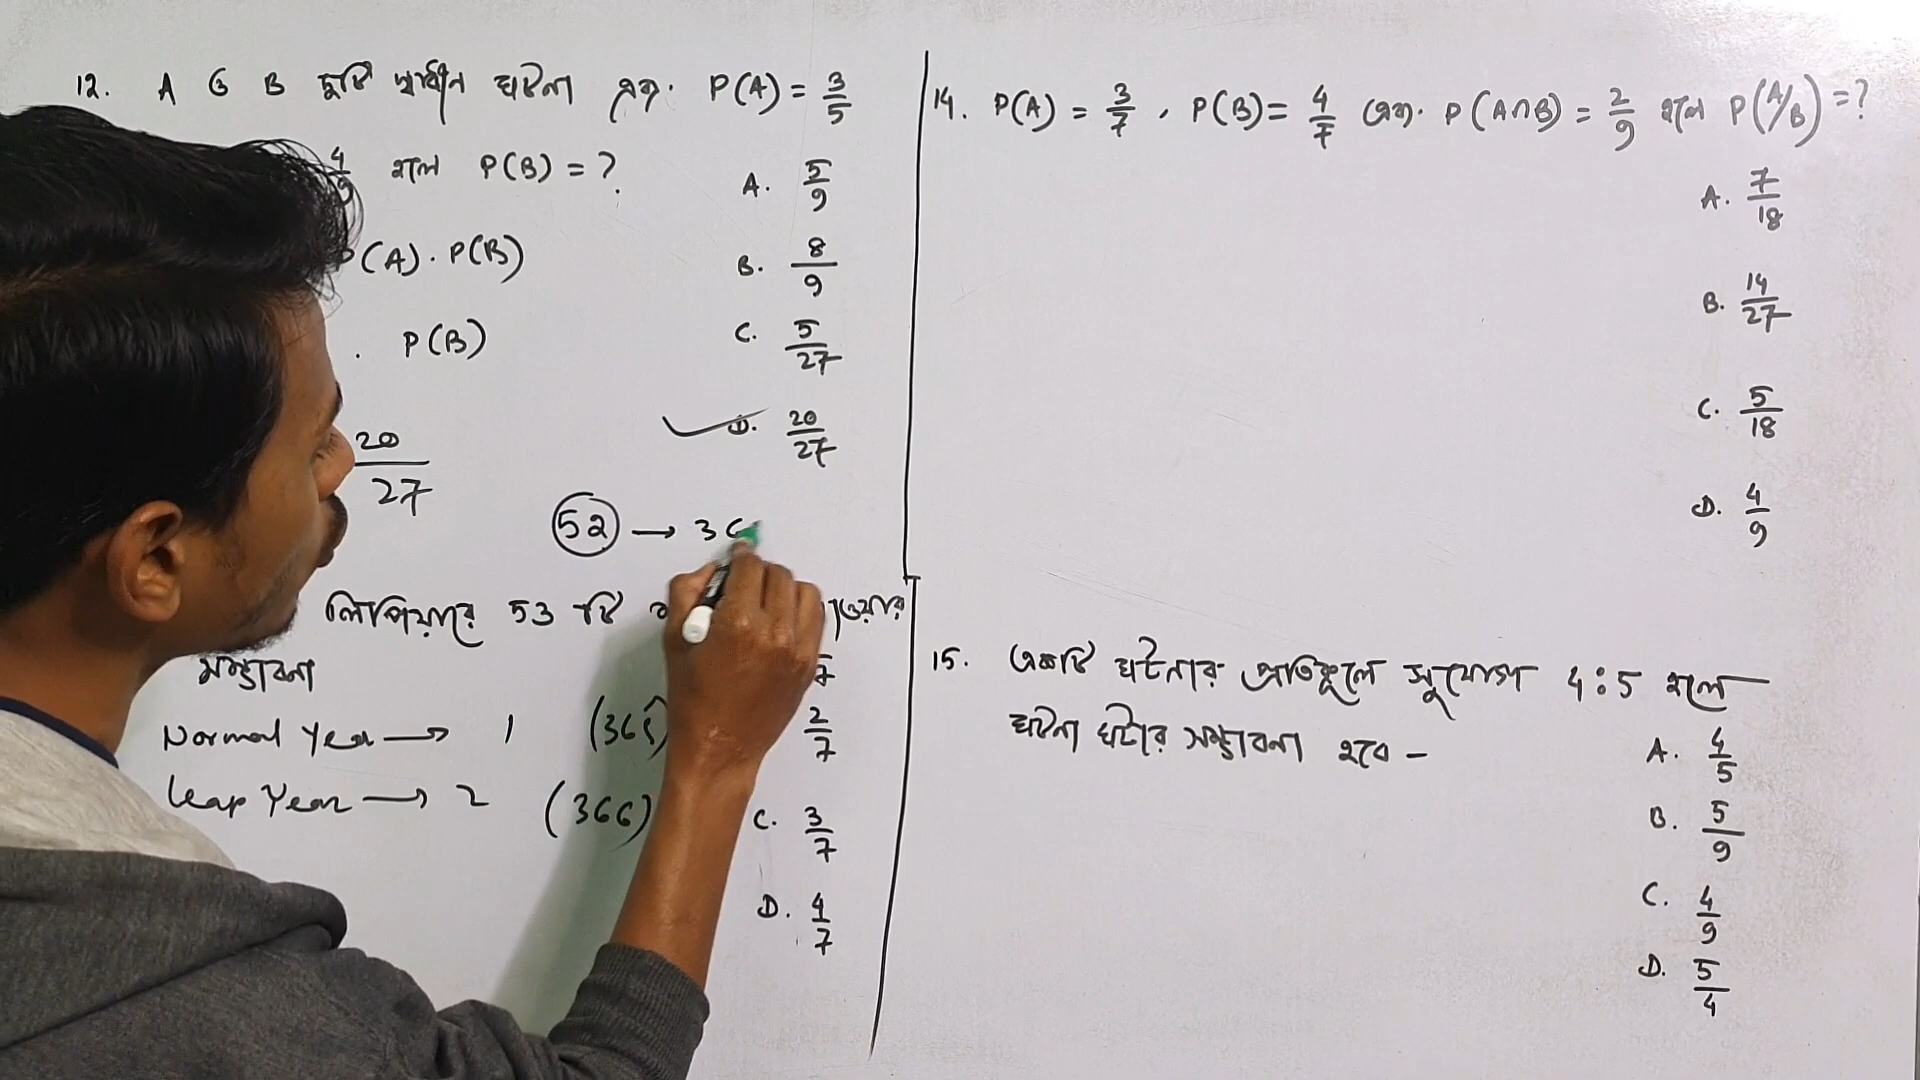 12. A ও B দুটি স্বাধীন ঘটনা এবং P(A) = 3/5
4/9 হলে P(B) = ?
A. 5/9
P(A) . P(B)
B. 8/9
. P(B)
C. 5/27
D. 20/27
20/27
52 → 36
লিপিয়ারে 53 টি
সম্ভাবনা
Normal Year → 1 (365)
2/7
Leap Year → 2 (366)
C. 3/7
D. 4/7
14. P(A) = 3/7 , P(B) = 4/7 এবং P(A∩B) = 2/9 হলে P(A/B) = ?
A. 7/18
B. 14/27
C. 5/18
D. 4/9
15. একটি ঘটনার প্রতিকূলে সুযোগ 4:5 হলে
ঘটনা ঘটার সম্ভাবনা হবে –
A. 4/5
B. 5/9
C. 4/9
D. 5/4